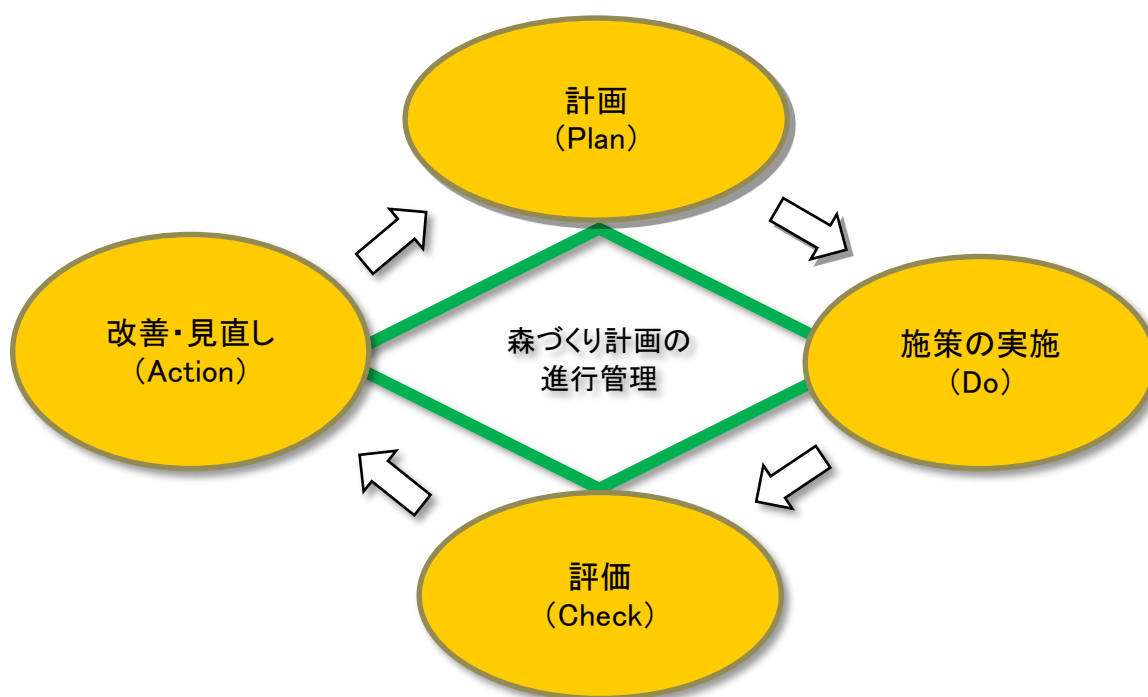 計画
（Plan）
改善・見直し
（Action）
森づくり計画の
進行管理
施策の実施
（Do）
評価
（Check）